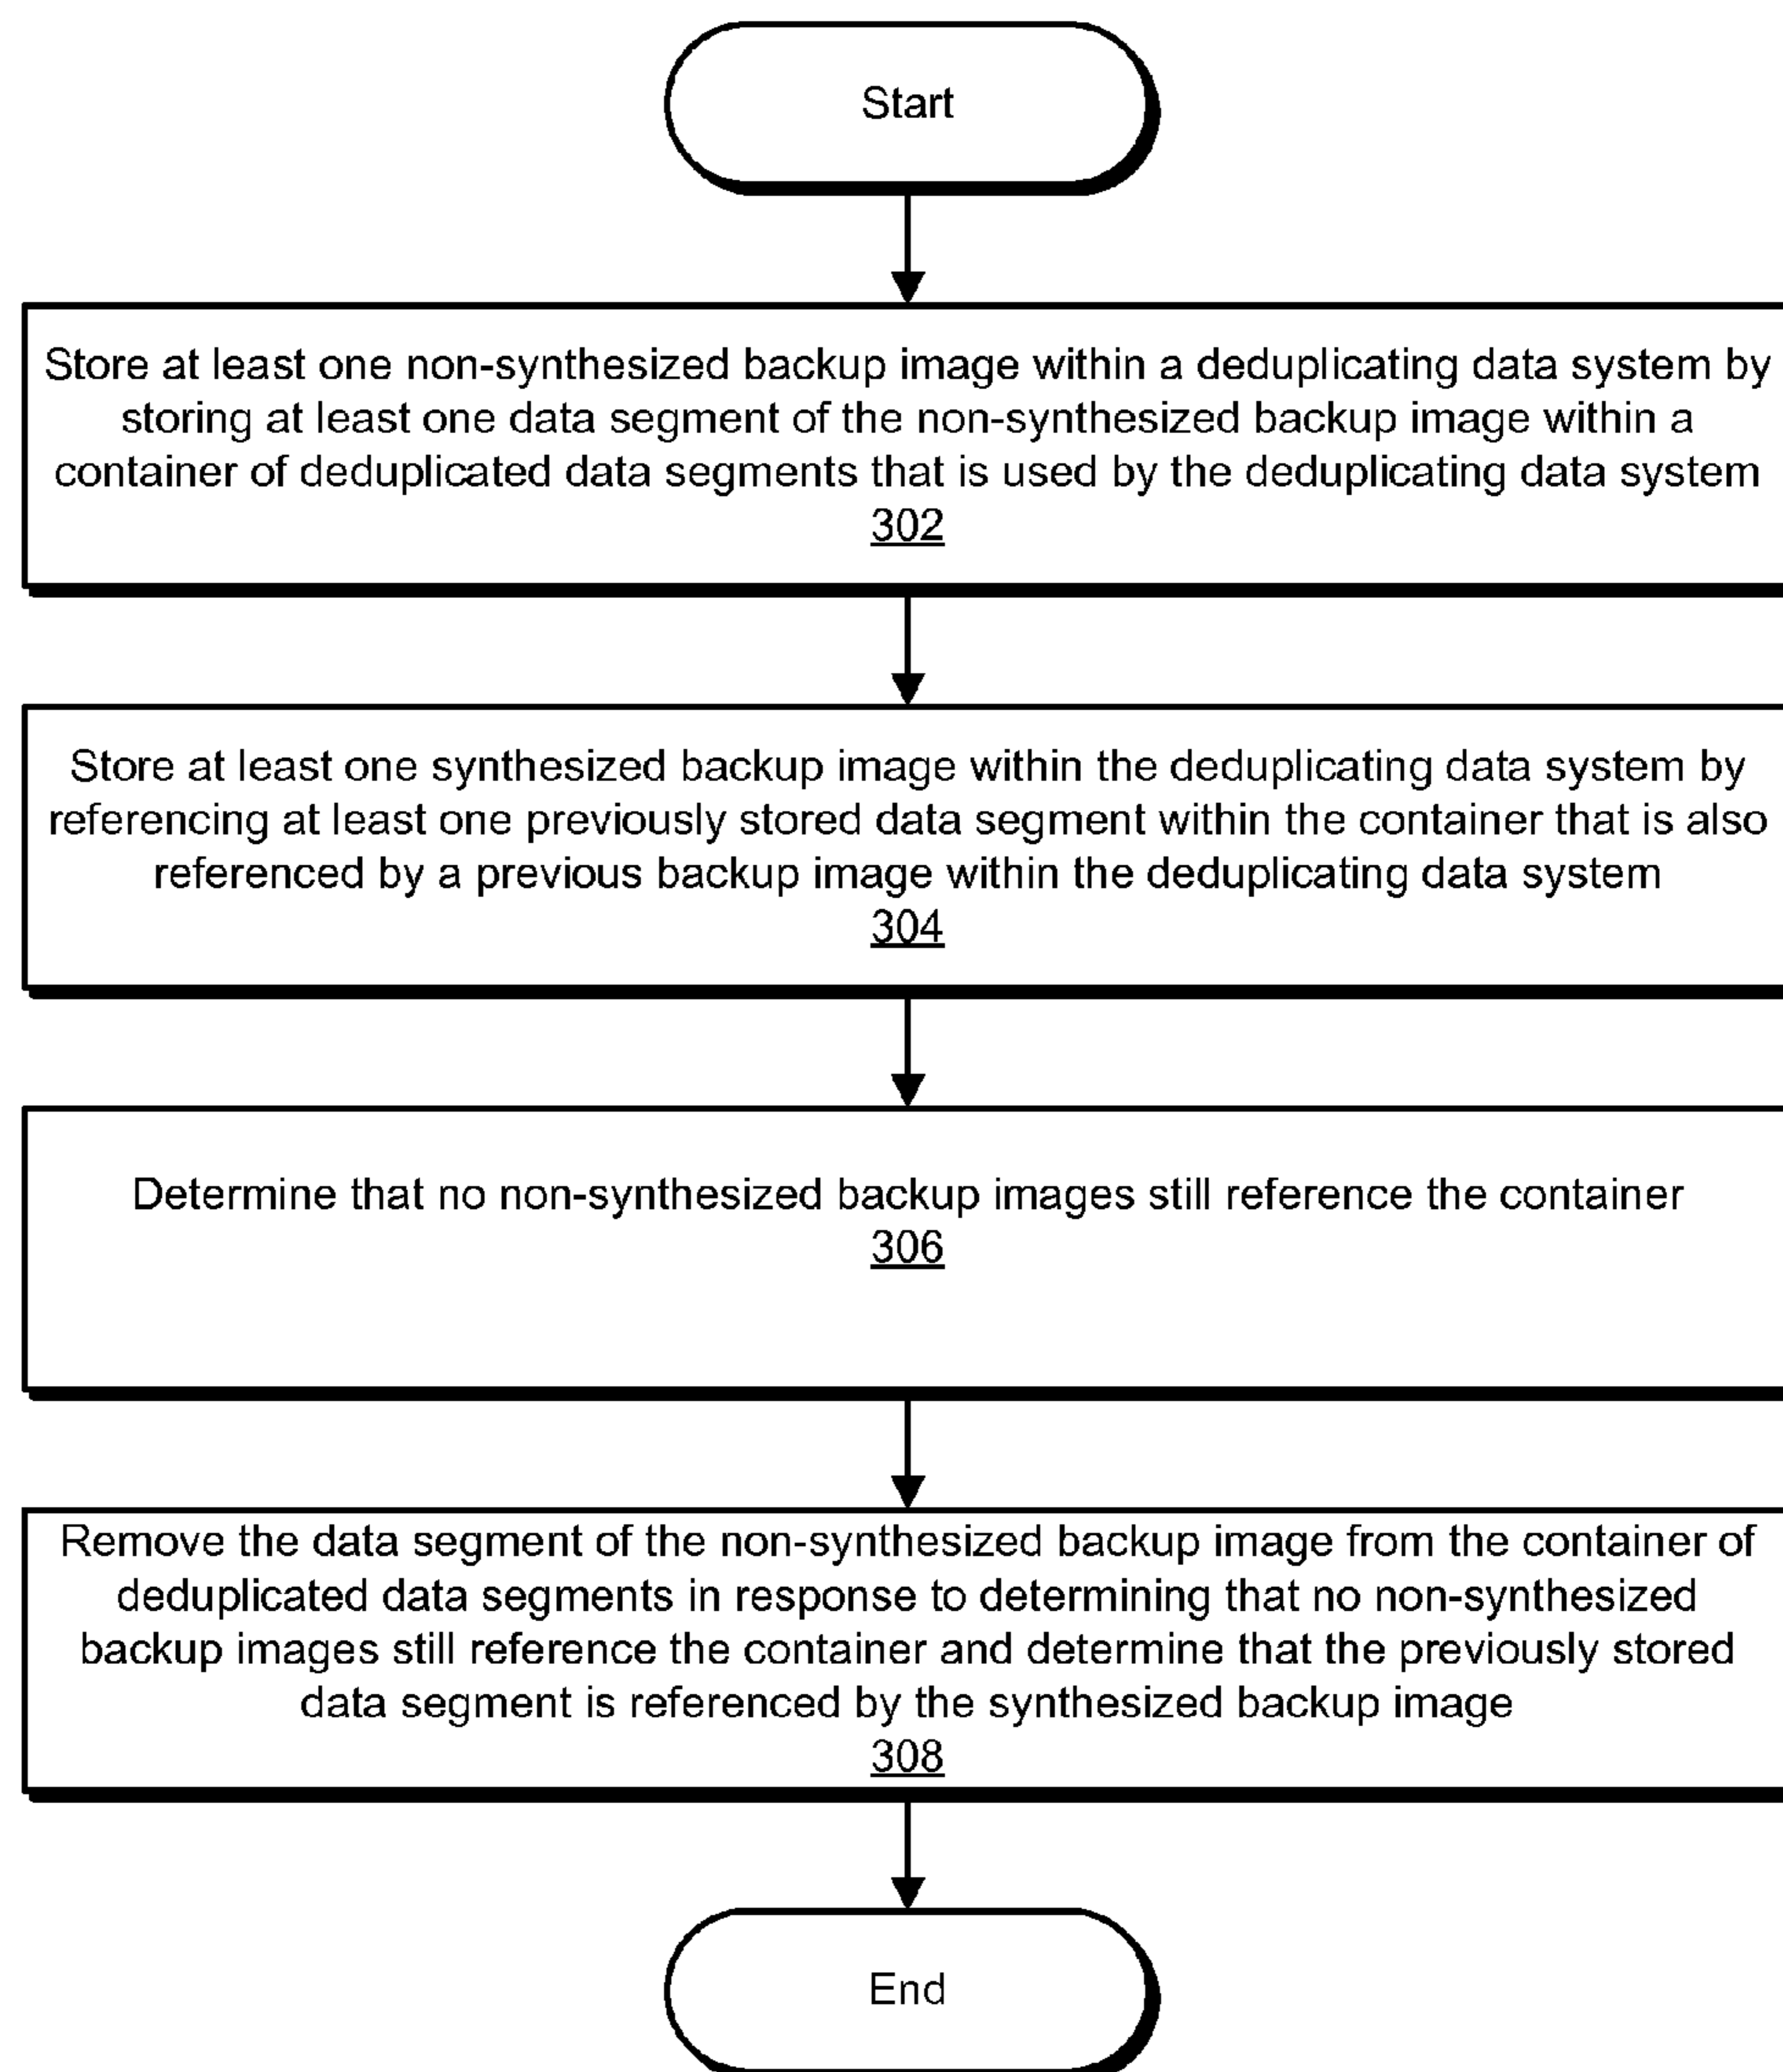 Start
Store at least one non-synthesized backup image within a deduplicating data system by
storing at least one data segment of the non-synthesized backup image within a
container of deduplicated data segments that is used by the deduplicating data system
302
Store at least one synthesized backup image within the deduplicating data system by
referencing at least one previously stored data segment within the container that is also
referenced by a previous backup image within the deduplicating data system
304
Determine that no non-synthesized backup images still reference the container
306
Remove the data segment of the non-synthesized backup image from the container of
deduplicated data segments in response to determining that no non-synthesized
backup images still reference the container and determine that the previously stored
data segment is referenced by the synthesized backup image
308
End